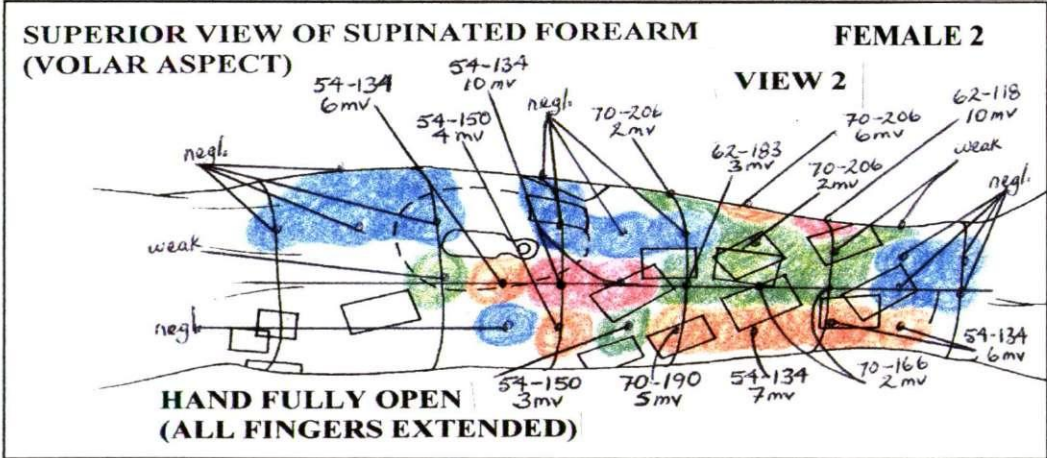 SUPERIOR VIEW OF SUPINATED FOREARM
(VOLAR ASPECT)
FEMALE 2
VIEW 2
54-134
6mv
54-134
10mv
54-150
4mv
negl.
70-206
2mv
62-183
3mv
70-206
6mv
70-206
2mv
62-118
10mv
weak
negl.
negl.
weak
negl.
54-150
3mv
70-190
5mv
54-134
7mv
70-166
2mv
54-134
6mv
HAND FULLY OPEN
(ALL FINGERS EXTENDED)